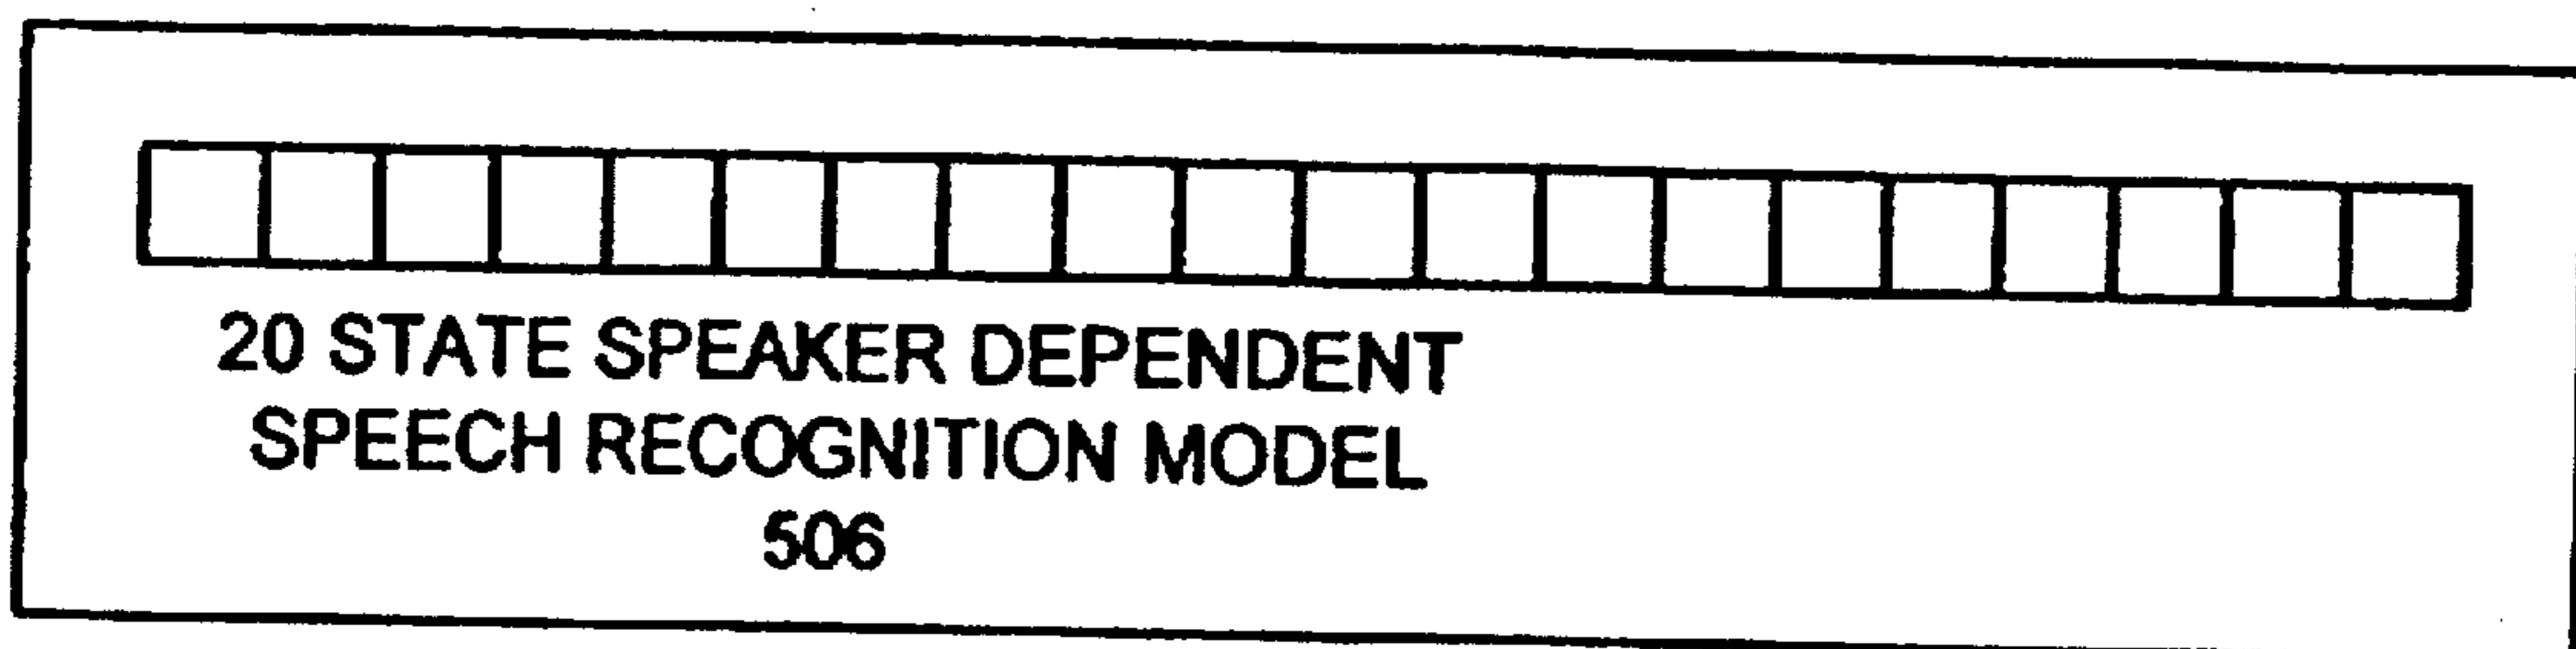 20 STATE SPEAKER DEPENDENT
SPEECH RECOGNITION MODEL
506